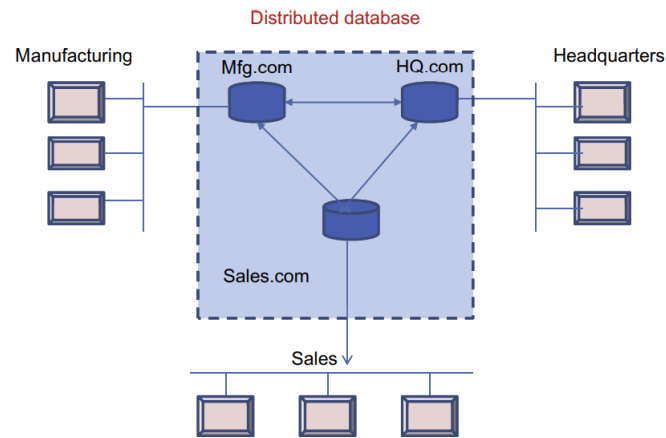 Distributed database
Manufacturing
Headquarters
Mfg.com
HQ.com
Sales.com
Sales